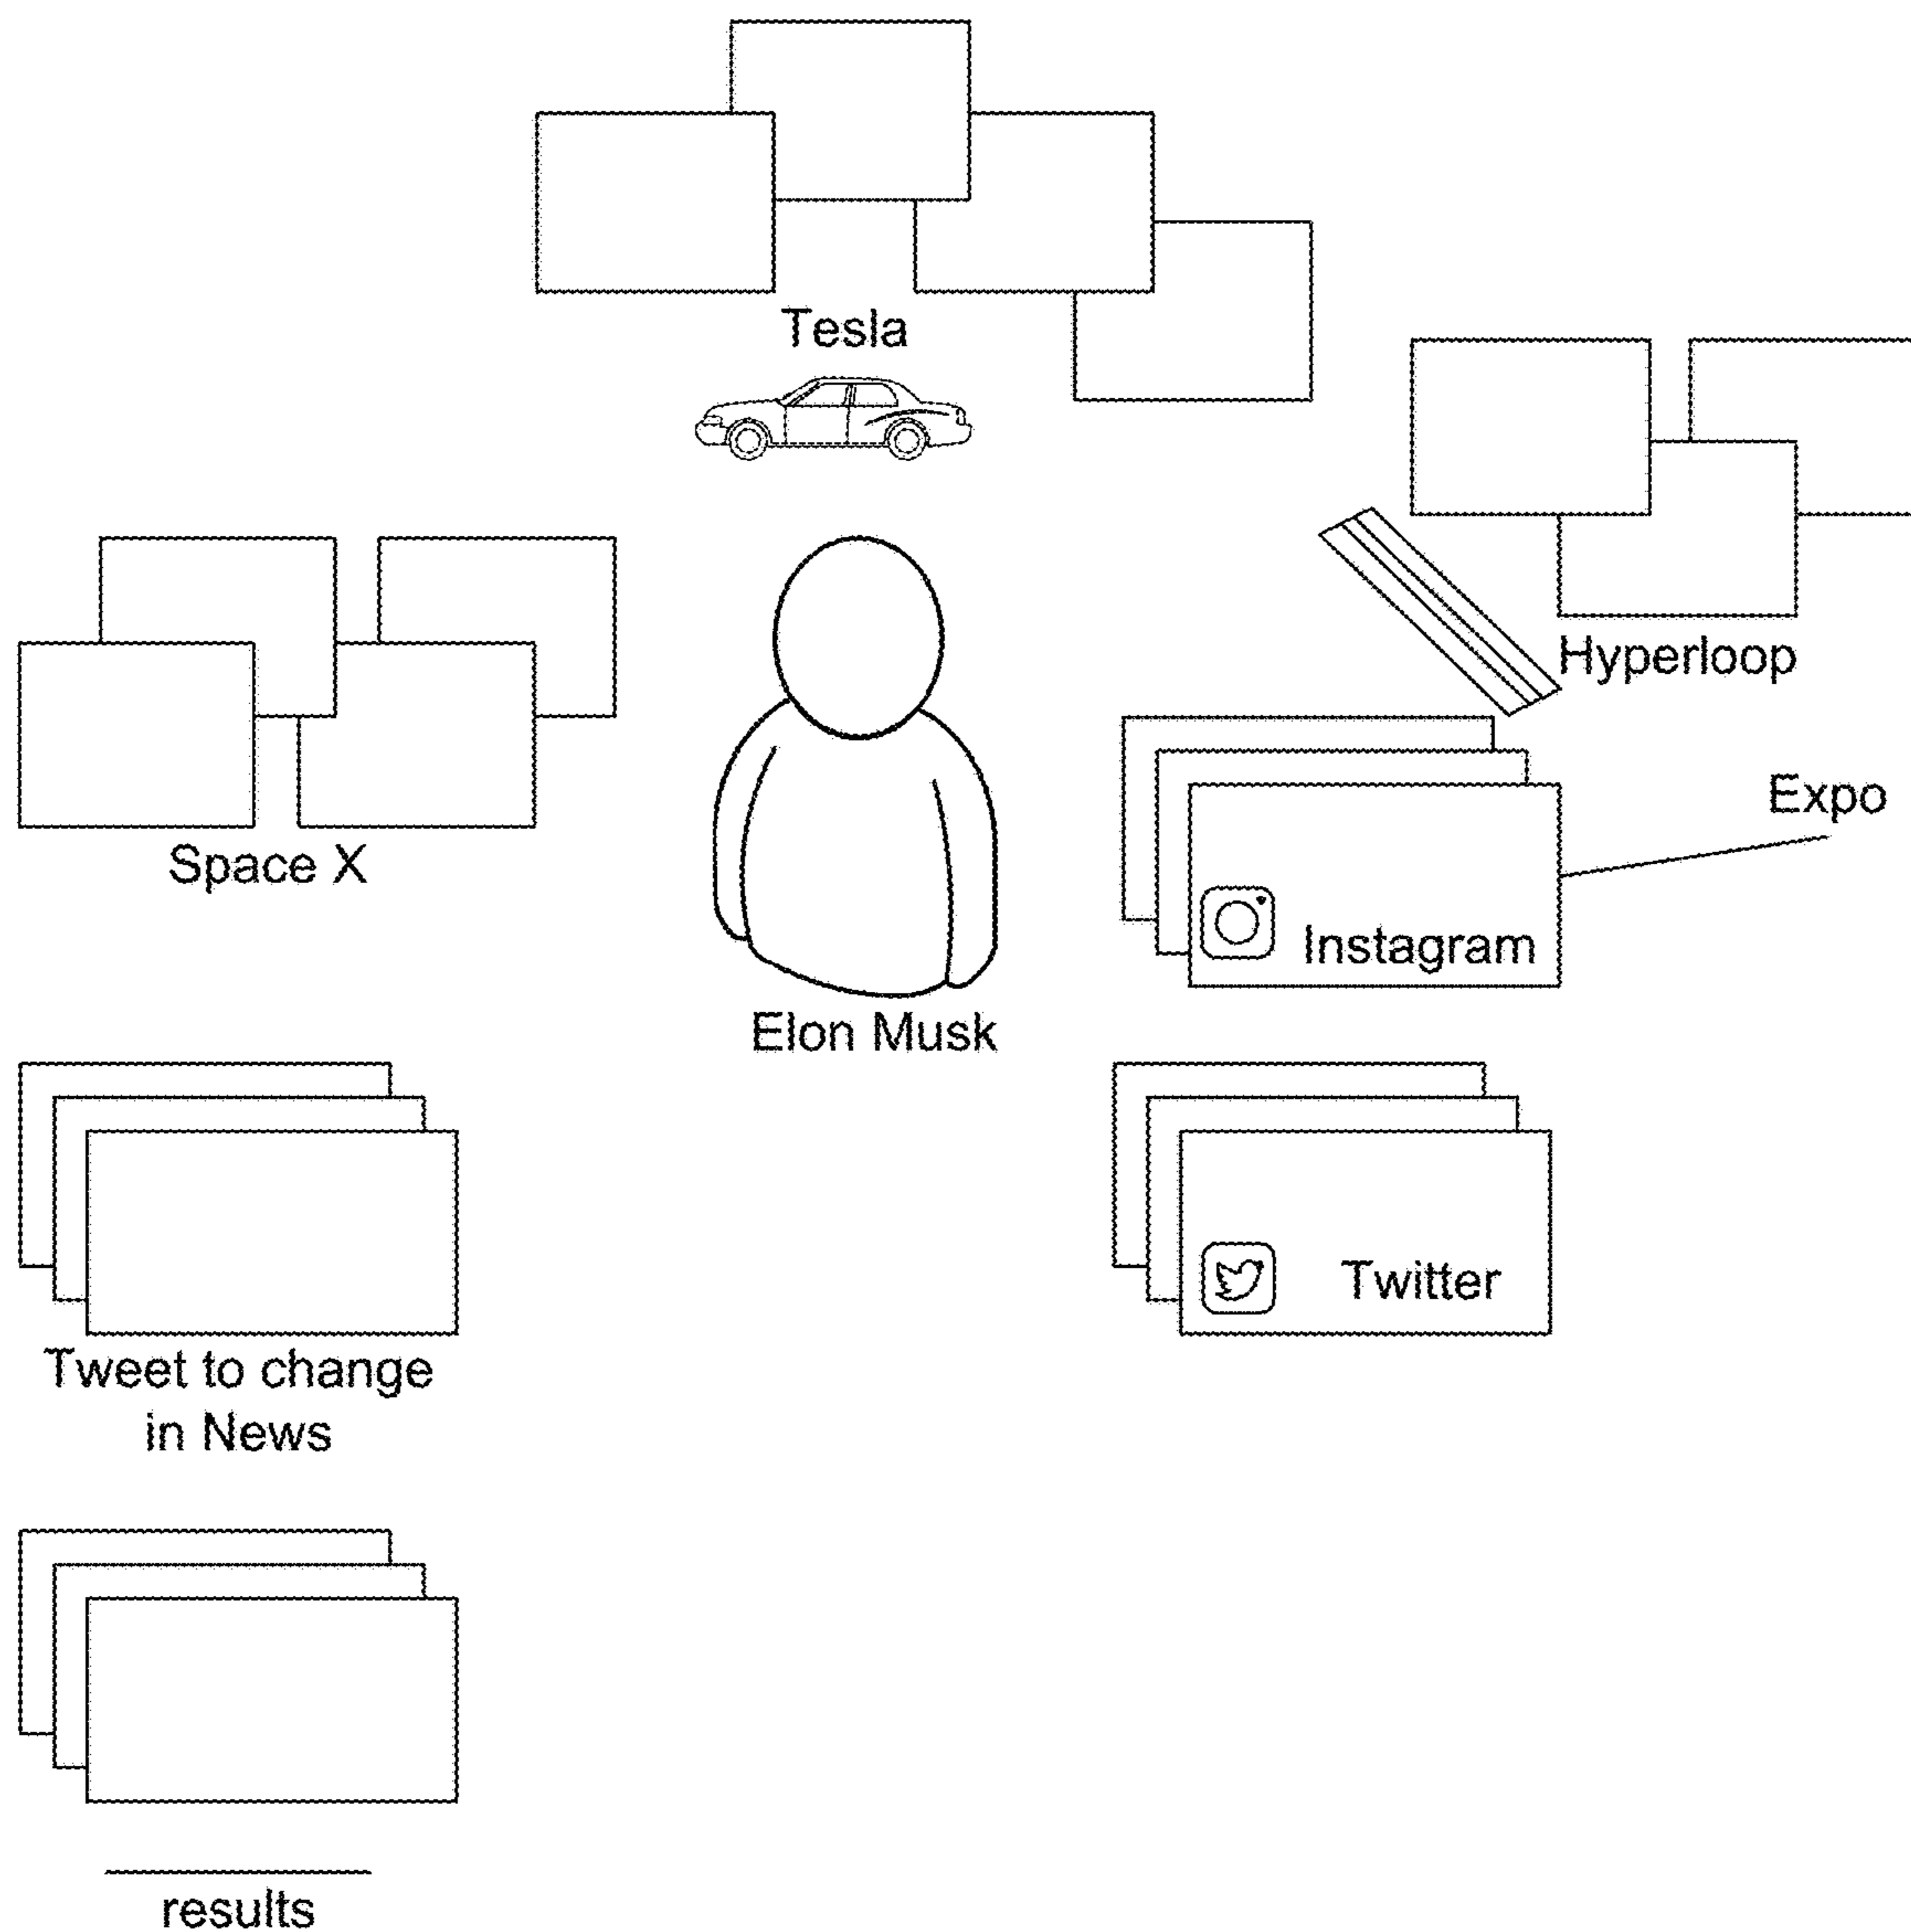 Tesla
Hyperloop
Expo
Space X
Instagram
Elon Musk
Twitter
Tweet to change
in News
results